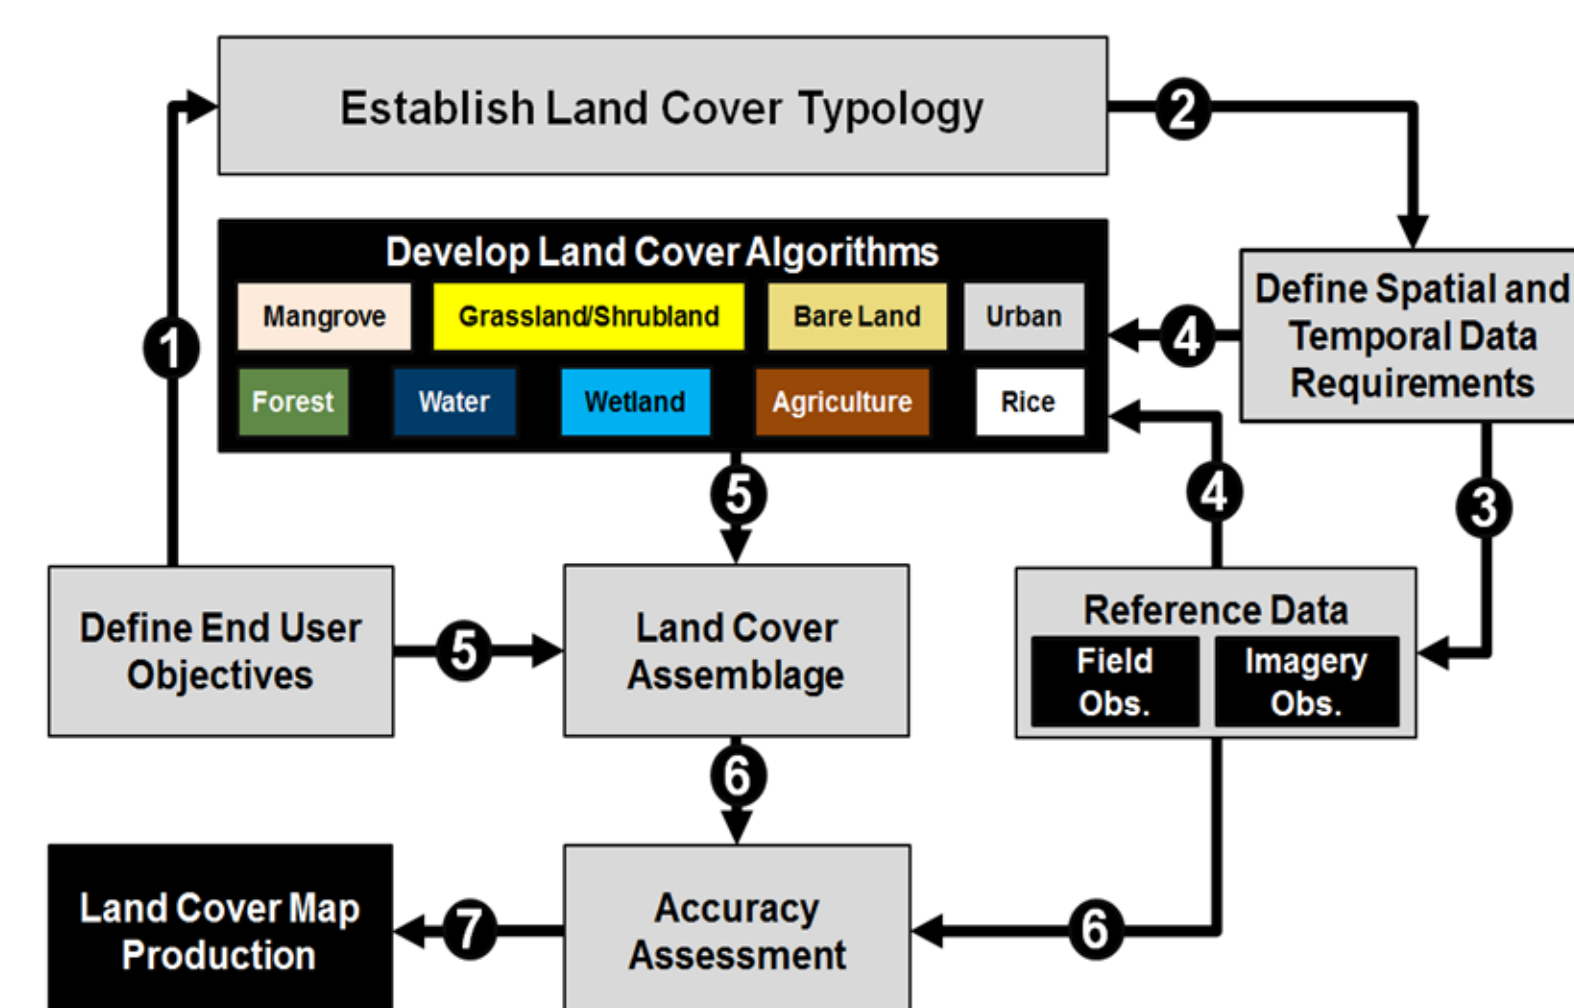 Establish Land Cover Typology
2
Develop Land Cover Algorithms
Mangrove
Grassland/Shrubland
Bare Land
Urban
Forest
Water
Wetland
Agriculture
Rice
Define Spatial and
Temporal Data
Requirements
1
4
4
3
5
Define End User
Objectives
5
Land Cover
Assemblage
Reference Data
Field
Obs.
Imagery
Obs.
6
Land Cover Map
Production
7
Accuracy
Assessment
6